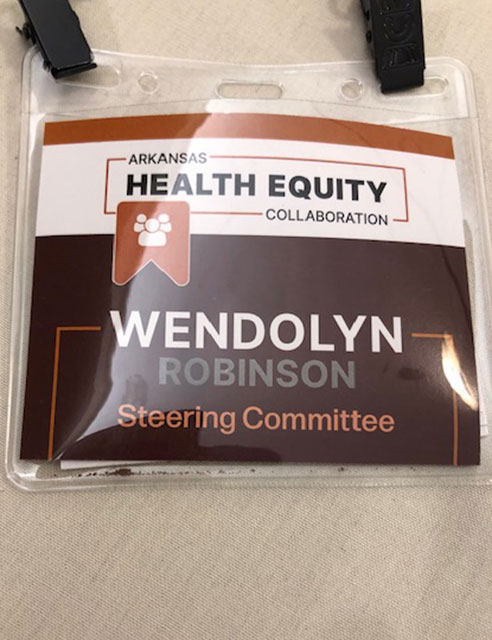 ARKANSAS
HEALTH EQUITY
COLLABORATION
WENDOLYN
ROBINSON
Steering Committee